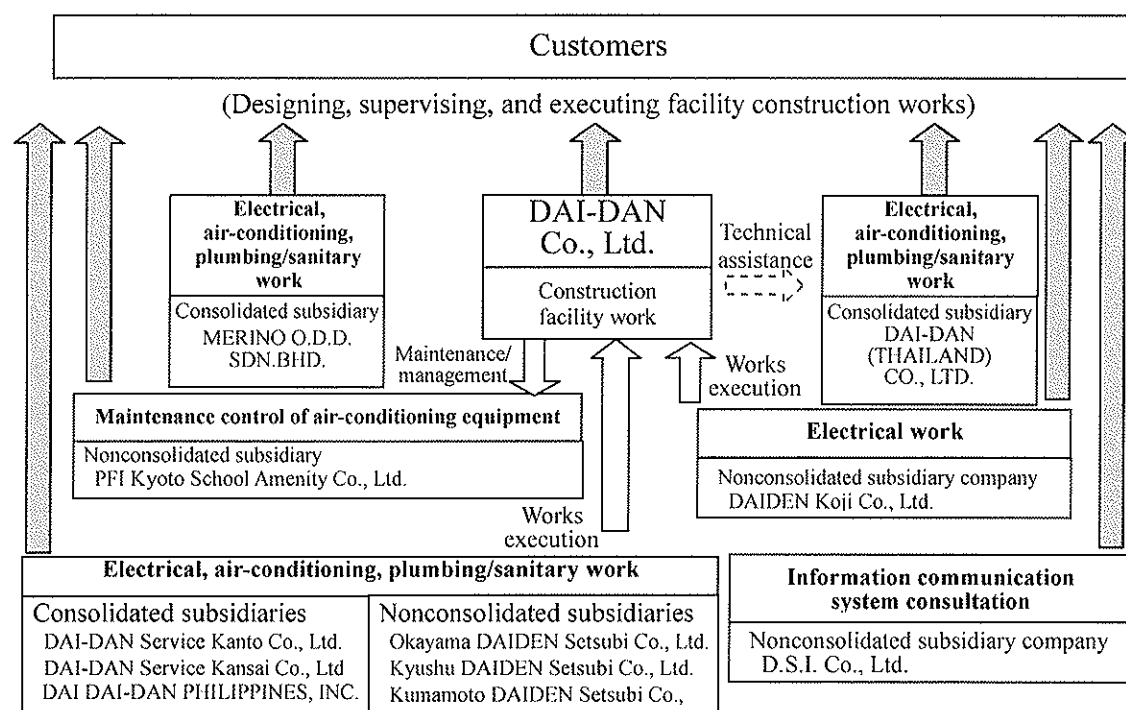 Customers
(Designing, supervising, and executing facility construction works)
Electrical,
air-conditioning,
plumbing/sanitary
work
Consolidated subsidiary
MERINO O.D.D.
SDN.BHD.
DAI-DAN
Co., Ltd.
Construction
facility work
Technical
assistance
Electrical,
air-conditioning,
plumbing/sanitary
work
Consolidated subsidiary
DAI-DAN
(THAILAND)
CO., LTD.
Maintenance/
management
Works
execution
Maintenance control of air-conditioning equipment
Nonconsolidated subsidiary
PFI Kyoto School Amenity Co., Ltd.
Electrical work
Nonconsolidated subsidiary company
DAIDEN Koji Co., Ltd.
Works
execution
Electrical, air-conditioning, plumbing/sanitary work
Consolidated subsidiaries
DAI-DAN Service Kanto Co., Ltd.
DAI-DAN Service Kansai Co., Ltd
DAI DAI-DAN PHILIPPINES, INC.
Nonconsolidated subsidiaries
Okayama DAIDEN Setsubi Co., Ltd.
Kyushu DAIDEN Setsubi Co., Ltd.
Kumamoto DAIDEN Setsubi Co.,
Information communication
system consultation
Nonconsolidated subsidiary company
D.S.I. Co., Ltd.